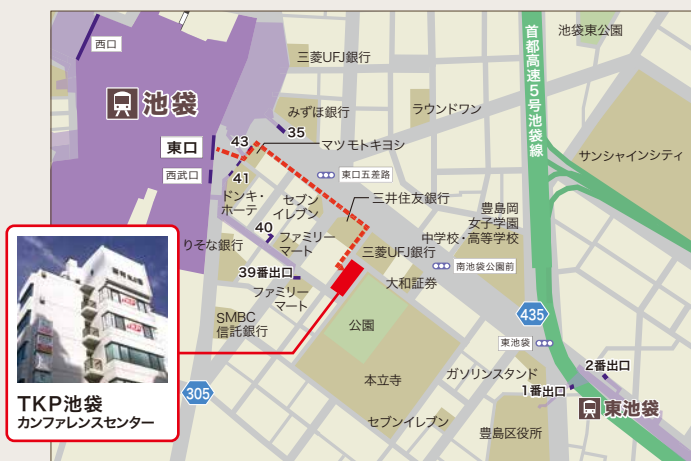 西口
池袋
東口
西武口
43
41
35
40
39番出口
三菱UFJ銀行
みずほ銀行
マツモトキヨシ
ラウンドワン
池袋東公園
首都高速5号池袋線
サンシャインシティ
東口五差路
ドンキ・
ホーテ
セブン
イレブン
三井住友銀行
りそな銀行
ファミリー
マート
三菱UFJ銀行
豊島岡
女子学園
中学校・高等学校
南池袋公園前
大和証券
ファミリー
マート
SMBC
信託銀行
公園
435
東池袋
305
本立寺
ガソリンスタンド
2番出口
1番出口
東池袋
セブンイレブン
豊島区役所
TKP池袋
カンファレンスセンター